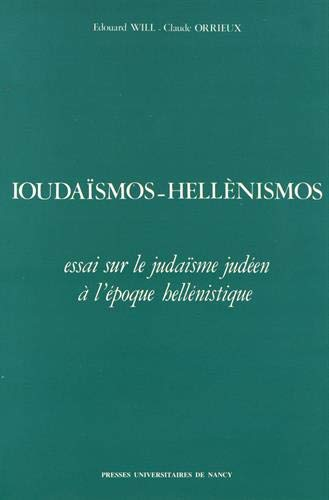 Edouard WILL - Claude ORRIEUX
IOUDAÏSMOS-HELLÈNISMOS
essai sur le judaïsme judéen
à l'époque hellénistique
PRESSES UNIVERSITAIRES DE NANCY